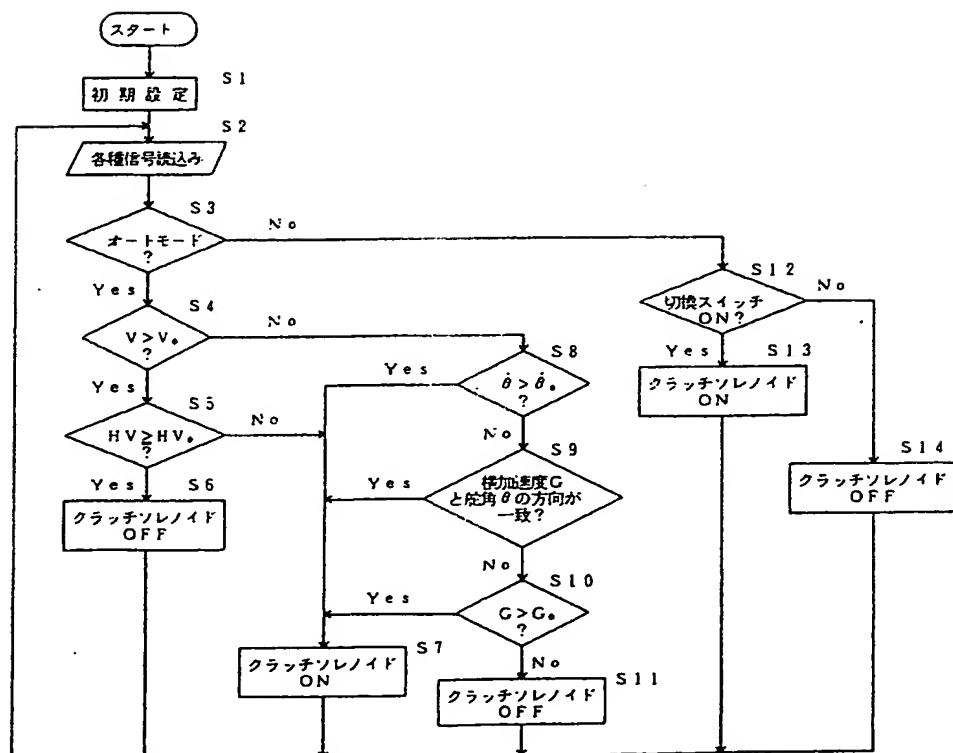 スタート
S1
初期設定
S2
各種信号読込み
S3
オートモード
?
No
Yes
S12
切換スイッチ
ON?
No
Yes
S13
クラッチソレノイド
ON
S14
クラッチソレノイド
OFF
S4
V>V₀
?
No
Yes
S5
HV≧HV₀
?
No
Yes
S6
クラッチソレノイド
OFF
S8
θ̇>θ̇₀
?
Yes
No
S9
横加速度G
と舵角θの方向が
一致?
Yes
No
S10
G>G₀
?
Yes
No
S7
クラッチソレノイド
ON
S11
クラッチソレノイド
OFF